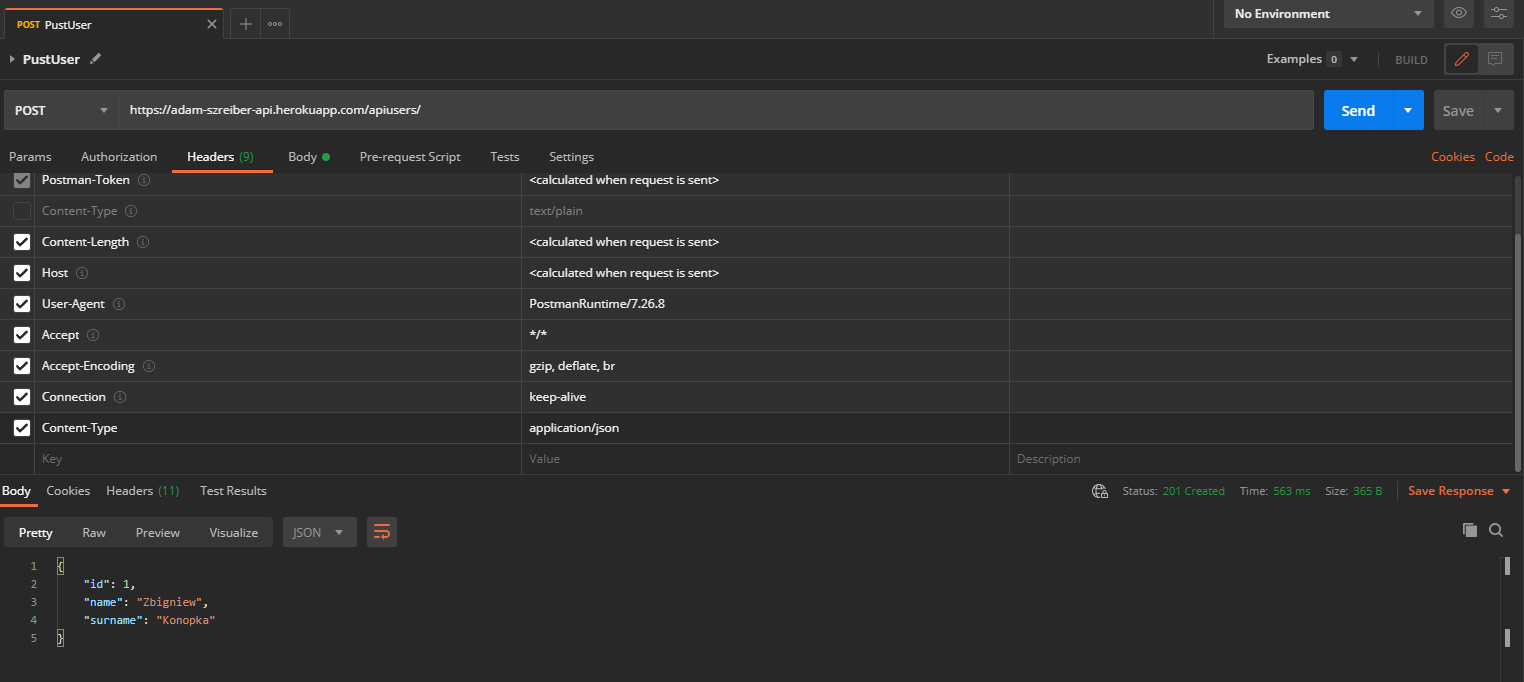 POST PustUser
No Environment
PustUser
Examples 0
BUILD
POST https://adam-szreiber-api.herokuapp.com/apiusers/
Send
Save
Params Authorization Headers (9) Body Pre-request Script Tests Settings
Cookies Code
Postman-Token <calculated when request is sent>
Content-Type text/plain
Content-Length <calculated when request is sent>
Host <calculated when request is sent>
User-Agent PostmanRuntime/7.26.8
Accept */*
Accept-Encoding gzip, deflate, br
Connection keep-alive
Content-Type application/json
Key Value Description
Body Cookies Headers (11) Test Results
Status: 201 Created Time: 563 ms Size: 365 B Save Response
Pretty Raw Preview Visualize JSON
1 {
2 "id": 1,
3 "name": "Zbigniew",
4 "surname": "Konopka"
5 }